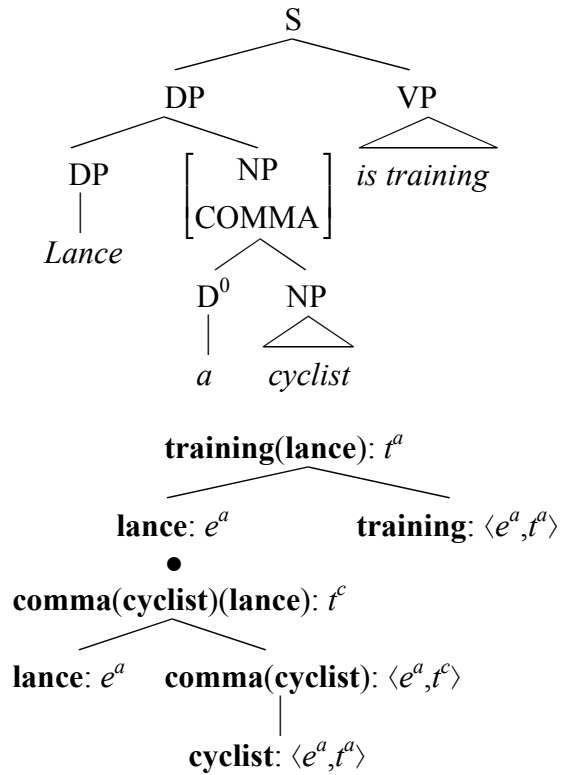 S
DP VP
DP [NP COMMA] is training
Lance
D⁰ NP
a cyclist
training(lance): tᵃ
lance: eᵃ training: ⟨eᵃ,tᵃ⟩
•
comma(cyclist)(lance): tᶜ
lance: eᵃ comma(cyclist): ⟨eᵃ,tᶜ⟩
cyclist: ⟨eᵃ,tᵃ⟩